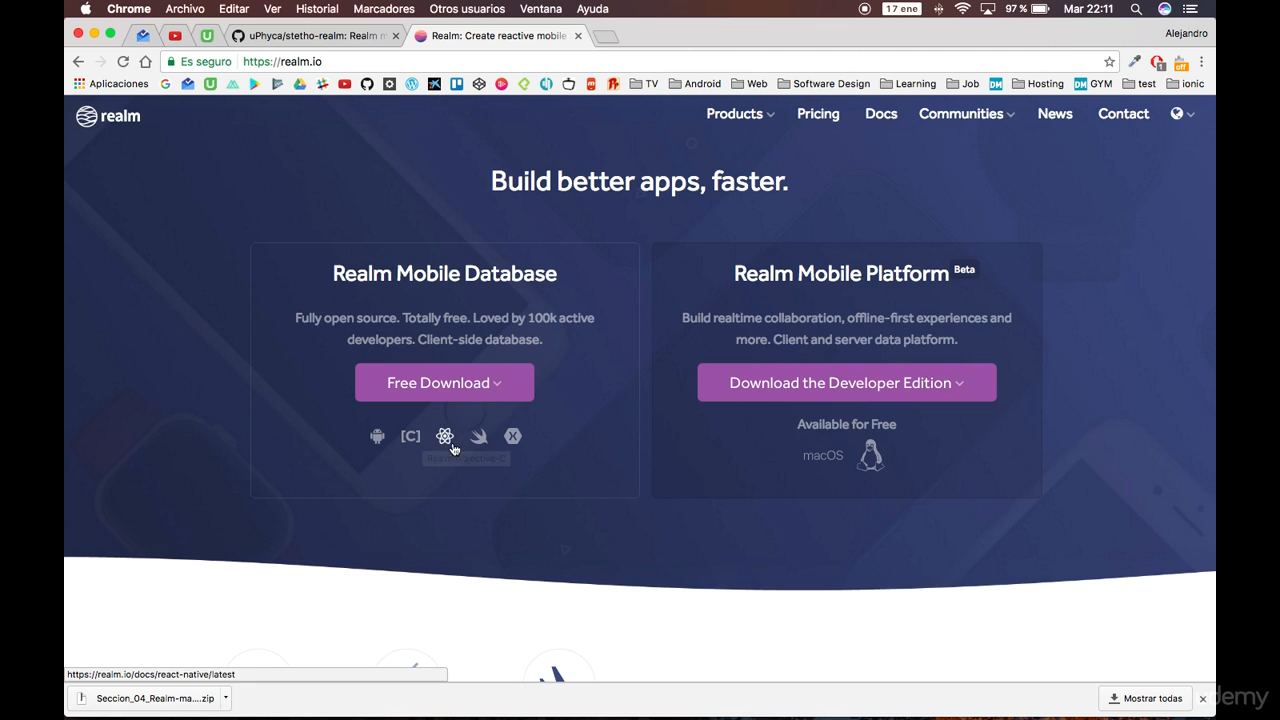 Chrome Archivo Editar Ver Historial Marcadores Otros usuarios Ventana Ayuda 17 ene 97 % Mar 22:11
uPhyca/stetho-realm: Realm m Realm: Create reactive mobile Alejandro
Es seguro https://realm.io
Aplicaciones TV Android Web Software Design Learning Job Hosting GYM test ionic
realm Products Pricing Docs Communities News Contact
Build better apps, faster.
Realm Mobile Database
Fully open source. Totally free. Loved by 100k active
developers. Client-side database.
Free Download
[C]
Realm Mobile Platform Beta
Build realtime collaboration, offline-first experiences and
more. Client and server data platform.
Download the Developer Edition
Available for Free
macOS
https://realm.io/docs/react-native/latest
Seccion_04_Realm-ma....zip Mostrar todas